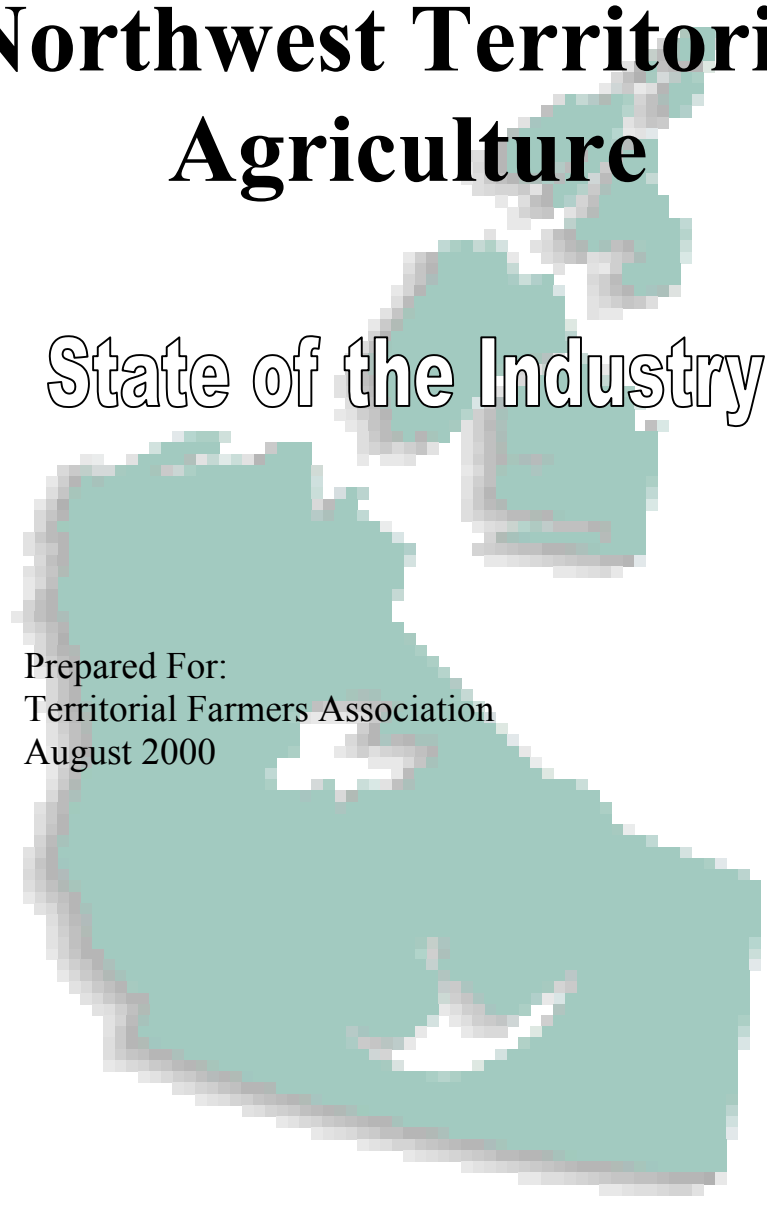 Northwest Territori
Agriculture
State of the Industry
Prepared For:
Territorial Farmers Association
August 2000